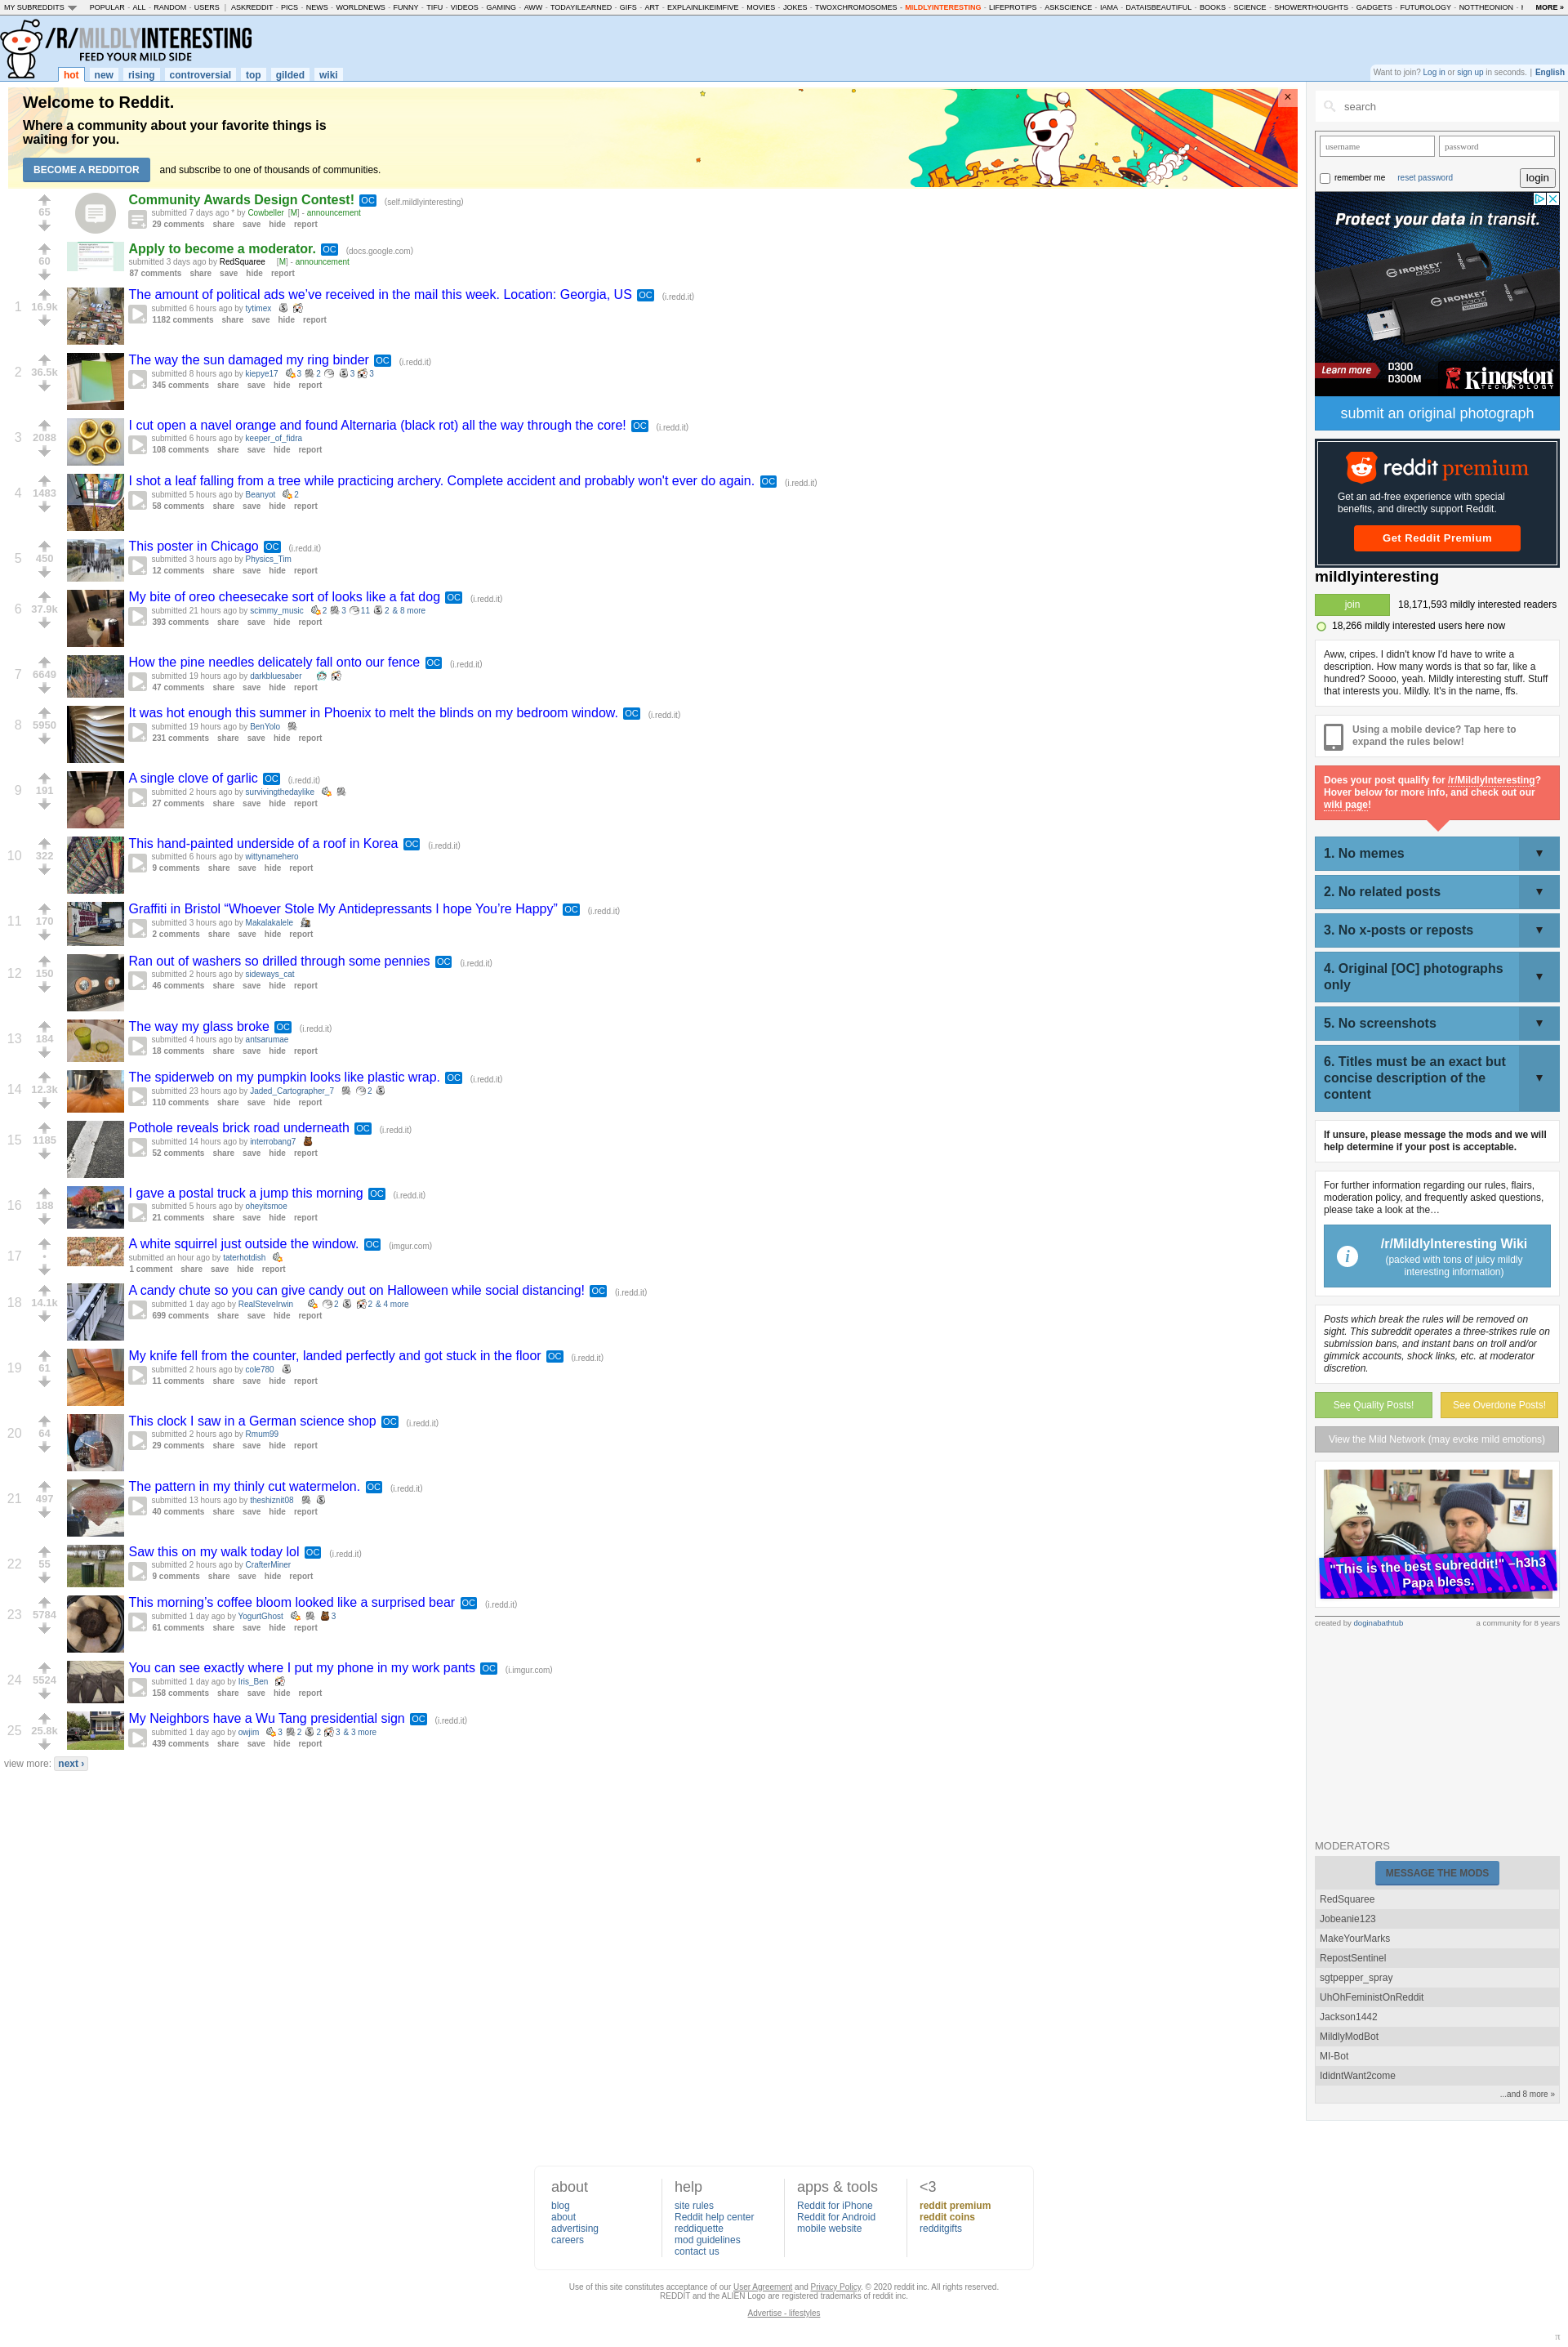 MY SUBREDDITS POPULAR - ALL - RANDOM - USERS | ASKREDDIT - PICS - NEWS - WORLDNEWS - FUNNY - TIFU - VIDEOS - GAMING - AWW - TODAYILEARNED - GIFS - ART - EXPLAINLIKEIMFIVE - MOVIES - JOKES - TWOXCHROMOSOMES - MILDLYINTERESTING - LIFEPROTIPS - ASKSCIENCE - IAMA - DATAISBEAUTIFUL - BOOKS - SCIENCE - SHOWERTHOUGHTS - GADGETS - FUTUROLOGY - NOTTHEONION - MORE »
/R/MILDLYINTERESTING
FEED YOUR MILD SIDE
hot new rising controversial top gilded wiki
Want to join? Log in or sign up in seconds. | English
Welcome to Reddit.
Where a community about your favorite things is
waiting for you.
BECOME A REDDITOR and subscribe to one of thousands of communities.
×
65
Community Awards Design Contest! OC (self.mildlyinteresting)
submitted 7 days ago * by Cowbeller [M] - announcement
29 comments share save hide report
60
Apply to become a moderator. OC (docs.google.com)
submitted 3 days ago by RedSquaree [M] - announcement
87 comments share save hide report
1 16.9k
The amount of political ads we’ve received in the mail this week. Location: Georgia, US OC (i.redd.it)
submitted 6 hours ago by tytimex
1182 comments share save hide report
2 36.5k
The way the sun damaged my ring binder OC (i.redd.it)
submitted 8 hours ago by kiepye17 3 2 3 3
345 comments share save hide report
3 2088
I cut open a navel orange and found Alternaria (black rot) all the way through the core! OC (i.redd.it)
submitted 6 hours ago by keeper_of_fidra
108 comments share save hide report
4 1483
I shot a leaf falling from a tree while practicing archery. Complete accident and probably won't ever do again. OC (i.redd.it)
submitted 5 hours ago by Beanyot 2
58 comments share save hide report
5 450
This poster in Chicago OC (i.redd.it)
submitted 3 hours ago by Physics_Tim
12 comments share save hide report
6 37.9k
My bite of oreo cheesecake sort of looks like a fat dog OC (i.redd.it)
submitted 21 hours ago by scimmy_music 2 3 11 2 & 8 more
393 comments share save hide report
7 6649
How the pine needles delicately fall onto our fence OC (i.redd.it)
submitted 19 hours ago by darkbluesaber
47 comments share save hide report
8 5950
It was hot enough this summer in Phoenix to melt the blinds on my bedroom window. OC (i.redd.it)
submitted 19 hours ago by BenYolo
231 comments share save hide report
9 191
A single clove of garlic OC (i.redd.it)
submitted 2 hours ago by survivingthedaylike
27 comments share save hide report
10 322
This hand-painted underside of a roof in Korea OC (i.redd.it)
submitted 6 hours ago by wittynamehero
9 comments share save hide report
11 170
Graffiti in Bristol “Whoever Stole My Antidepressants I hope You’re Happy” OC (i.redd.it)
submitted 3 hours ago by Makalakalele
2 comments share save hide report
12 150
Ran out of washers so drilled through some pennies OC (i.redd.it)
submitted 2 hours ago by sideways_cat
46 comments share save hide report
13 184
The way my glass broke OC (i.redd.it)
submitted 4 hours ago by antsarumae
18 comments share save hide report
14 12.3k
The spiderweb on my pumpkin looks like plastic wrap. OC (i.redd.it)
submitted 23 hours ago by Jaded_Cartographer_7 2
110 comments share save hide report
15 1185
Pothole reveals brick road underneath OC (i.redd.it)
submitted 14 hours ago by interrobang7
52 comments share save hide report
16 188
I gave a postal truck a jump this morning OC (i.redd.it)
submitted 5 hours ago by oheyitsmoe
21 comments share save hide report
17 •
A white squirrel just outside the window. OC (imgur.com)
submitted an hour ago by taterhotdish
1 comment share save hide report
18 14.1k
A candy chute so you can give candy out on Halloween while social distancing! OC (i.redd.it)
submitted 1 day ago by RealSteveIrwin 2 2 & 4 more
699 comments share save hide report
19 61
My knife fell from the counter, landed perfectly and got stuck in the floor OC (i.redd.it)
submitted 2 hours ago by cole780
11 comments share save hide report
20 64
This clock I saw in a German science shop OC (i.redd.it)
submitted 2 hours ago by Rmum99
29 comments share save hide report
21 497
The pattern in my thinly cut watermelon. OC (i.redd.it)
submitted 13 hours ago by theshiznit08
40 comments share save hide report
22 55
Saw this on my walk today lol OC (i.redd.it)
submitted 2 hours ago by CrafterMiner
9 comments share save hide report
23 5784
This morning’s coffee bloom looked like a surprised bear OC (i.redd.it)
submitted 1 day ago by YogurtGhost 3
61 comments share save hide report
24 5524
You can see exactly where I put my phone in my work pants OC (i.imgur.com)
submitted 1 day ago by Iris_Ben
158 comments share save hide report
25 25.8k
My Neighbors have a Wu Tang presidential sign OC (i.redd.it)
submitted 1 day ago by owjim 3 2 2 3 & 3 more
439 comments share save hide report
view more: next ›
search
username password
remember me reset password login
Protect your data in transit.
IRONKEY D300
IRONKEY D300
Learn more D300
D300M
Kingston
TECHNOLOGY
submit an original photograph
reddit premium
Get an ad-free experience with special
benefits, and directly support Reddit.
Get Reddit Premium
mildlyinteresting
join 18,171,593 mildly interested readers
18,266 mildly interested users here now
Aww, cripes. I didn't know I'd have to write a
description. How many words is that so far, like a
hundred? Soooo, yeah. Mildly interesting stuff. Stuff
that interests you. Mildly. It's in the name, ffs.
Using a mobile device? Tap here to
expand the rules below!
Does your post qualify for /r/MildlyInteresting?
Hover below for more info, and check out our
wiki page!
1. No memes ▼
2. No related posts ▼
3. No x-posts or reposts ▼
4. Original [OC] photographs
only ▼
5. No screenshots ▼
6. Titles must be an exact but
concise description of the
content ▼
If unsure, please message the mods and we will
help determine if your post is acceptable.
For further information regarding our rules, flairs,
moderation policy, and frequently asked questions,
please take a look at the…
i
/r/MildlyInteresting Wiki
(packed with tons of juicy mildly
interesting information)
Posts which break the rules will be removed on
sight. This subreddit operates a three-strikes rule on
submission bans, and instant bans on troll and/or
gimmick accounts, shock links, etc. at moderator
discretion.
See Quality Posts! See Overdone Posts!
View the Mild Network (may evoke mild emotions)
"This is the best subreddit!" –h3h3
Papa bless.
created by doginabathtub a community for 8 years
MODERATORS
MESSAGE THE MODS
RedSquaree
Jobeanie123
MakeYourMarks
RepostSentinel
sgtpepper_spray
UhOhFeministOnReddit
Jackson1442
MildlyModBot
MI-Bot
IdidntWant2come
...and 8 more »
about
blog
about
advertising
careers
help
site rules
Reddit help center
reddiquette
mod guidelines
contact us
apps & tools
Reddit for iPhone
Reddit for Android
mobile website
<3
reddit premium
reddit coins
redditgifts
Use of this site constitutes acceptance of our User Agreement and Privacy Policy. © 2020 reddit inc. All rights reserved.
REDDIT and the ALIEN Logo are registered trademarks of reddit inc.
Advertise - lifestyles
π